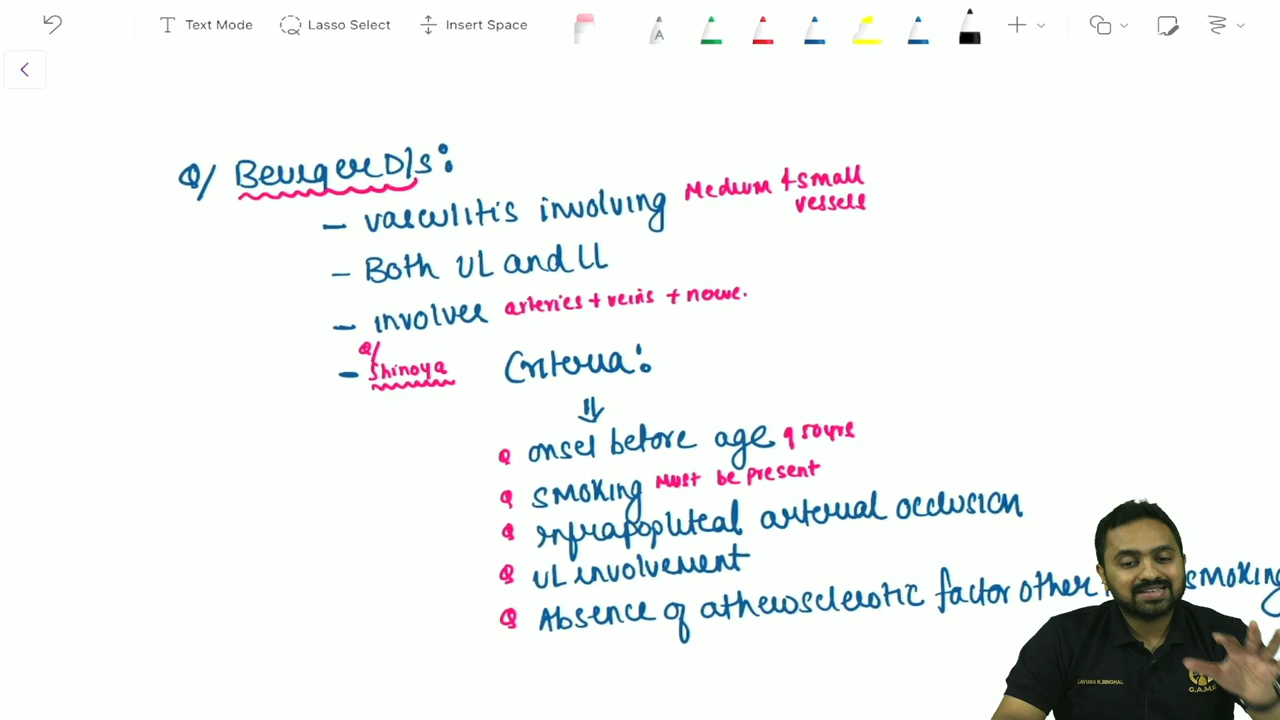 Text Mode Lasso Select Insert Space
Q/ Beurger D/s:
- vasculitis involving Medium + small vessels
- Both UL and LL
- involves arteries + veins + nerve.
- Q/ Shinoya Criteria:
onset before age of 50yrs
smoking must be present
infrapopliteal arterial occlusion
UL involvement
Absence of atherosclerotic factor other smoking
G.A.M.S